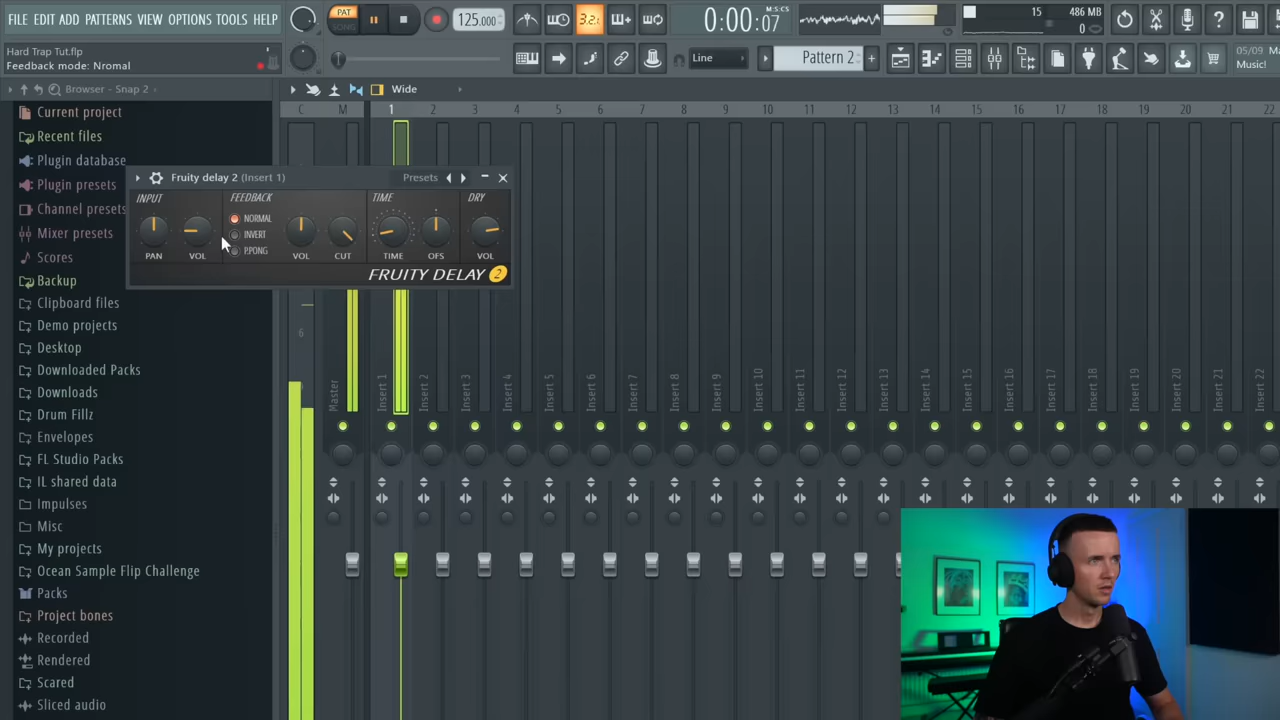 FILE EDIT PATTERNS VIEW OPTIONS TOOLS HELP
PAT
SONG
125.000
3.2.
0:00:07
M:S:CS
15
486 MB
0
Hard Trap Tut.flp
Feedback mode: Nromal
Line
Pattern 2
05/09
Music!
Browser - Snap 2
Wide
Current project
Recent files
Plugin database
Plugin presets
Channel presets
Mixer presets
Scores
Backup
Clipboard files
Demo projects
Desktop
Downloaded Packs
Downloads
Drum Fillz
Envelopes
FL Studio Packs
IL shared data
Impulses
Misc
My projects
Ocean Sample Flip Challenge
Packs
Project bones
Recorded
Rendered
Scared
Sliced audio
C M 1 2 3 4 5 6 7 8 9 10 11 12 13 14 15 16 17 18 19 20 21 22
Fruity delay 2 (Insert 1)
Presets
INPUT
FEEDBACK
TIME
DRY
NORMAL
INVERT
P.PONG
PAN VOL VOL CUT TIME OFS VOL
FRUITY DELAY 2
6
Master
Insert 1
Insert 2
Insert 3
Insert 4
Insert 5
Insert 6
Insert 7
Insert 8
Insert 9
Insert 10
Insert 11
Insert 12
Insert 13
Insert 14
Insert 15
Insert 16
Insert 17
Insert 18
Insert 19
Insert 20
Insert 21
Insert 22